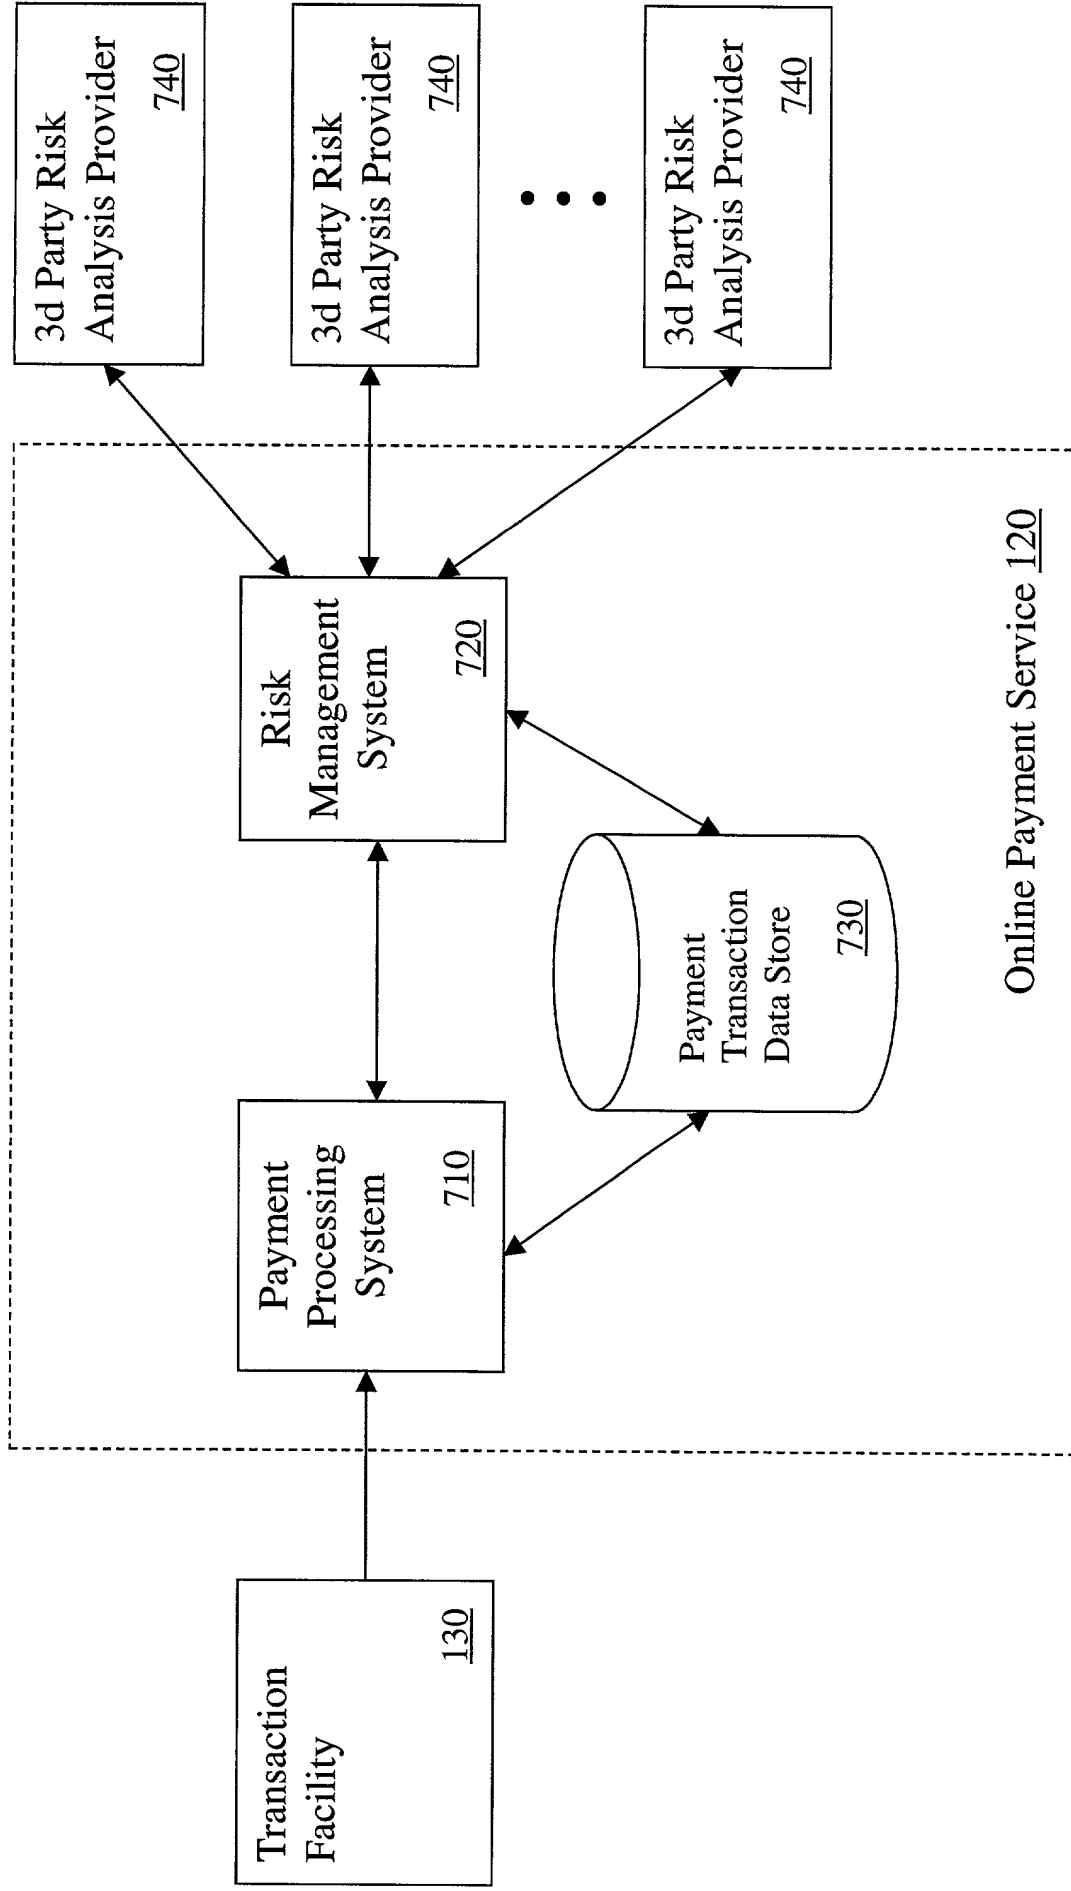 Transaction
Facility
130
Payment
Processing
System
710
Risk
Management
System
720
Payment
Transaction
Data Store
730
3d Party Risk
Analysis Provider
740
3d Party Risk
Analysis Provider
740
3d Party Risk
Analysis Provider
740
Online Payment Service 120